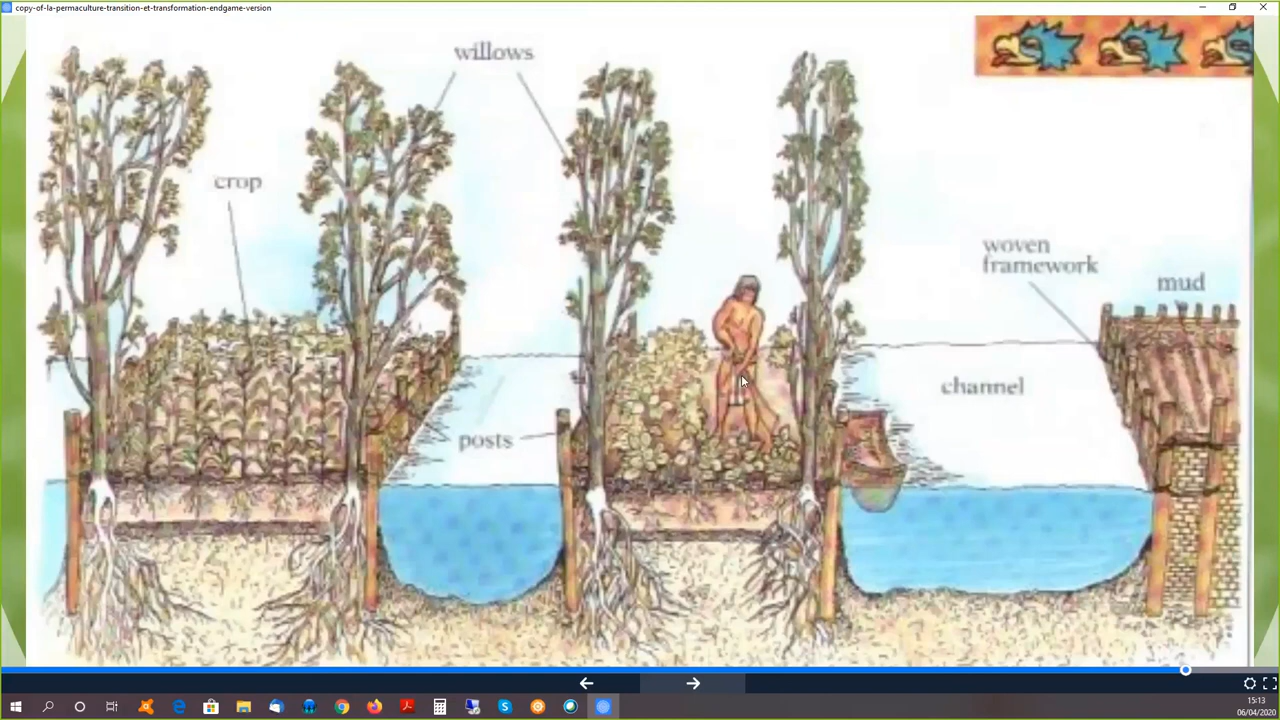 copy-of-la-permaculture-transition-et-transformation-endgame-version
willows
crop
woven
framework
mud
channel
posts
15:13
06/04/2020